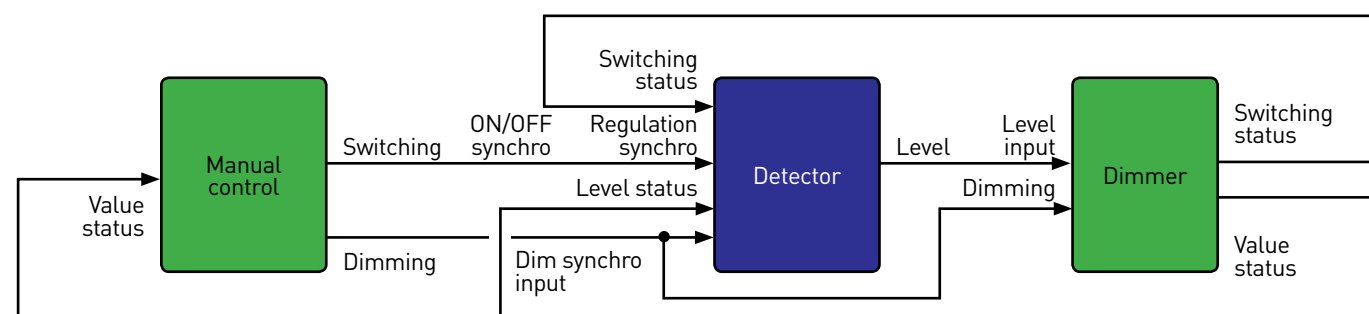 Switching
status
Manual
control
Value
status
Switching
Dimming
ON/OFF
synchro
Regulation
synchro
Level status
Dim synchro
input
Detector
Level
Level
input
Dimming
Dimmer
Switching
status
Value
status